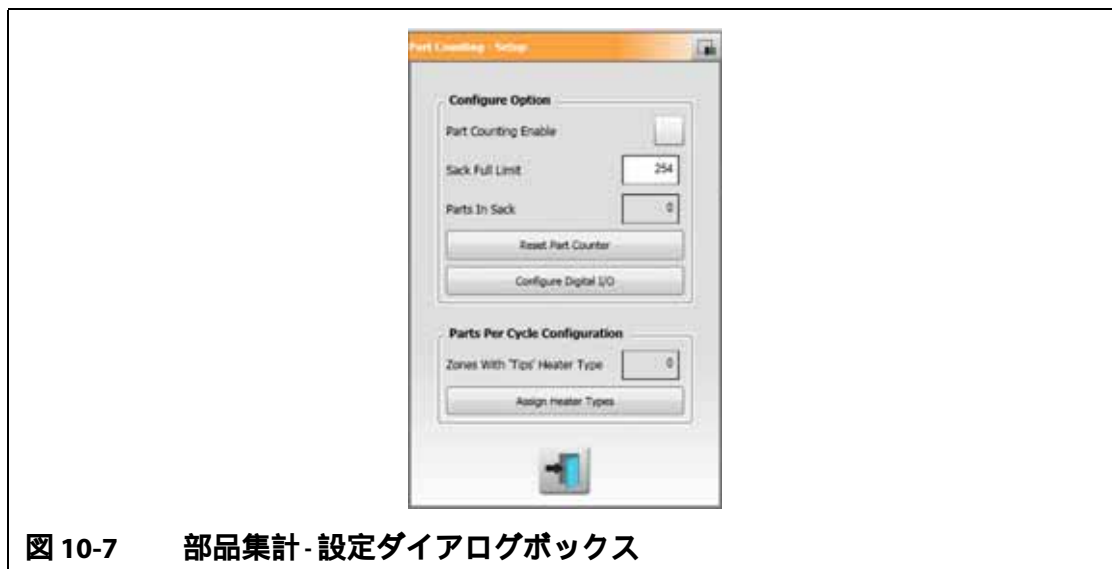 Part Counting - Setup
Configure Option
Part Counting Enable
Sack Full Limit 254
Parts In Sack 0
Reset Part Counter
Configure Digital I/O
Parts Per Cycle Configuration
Zones With 'Tips' Heater Type 0
Assign Heater Types
図 10-7 部品集計 - 設定ダイアログボックス